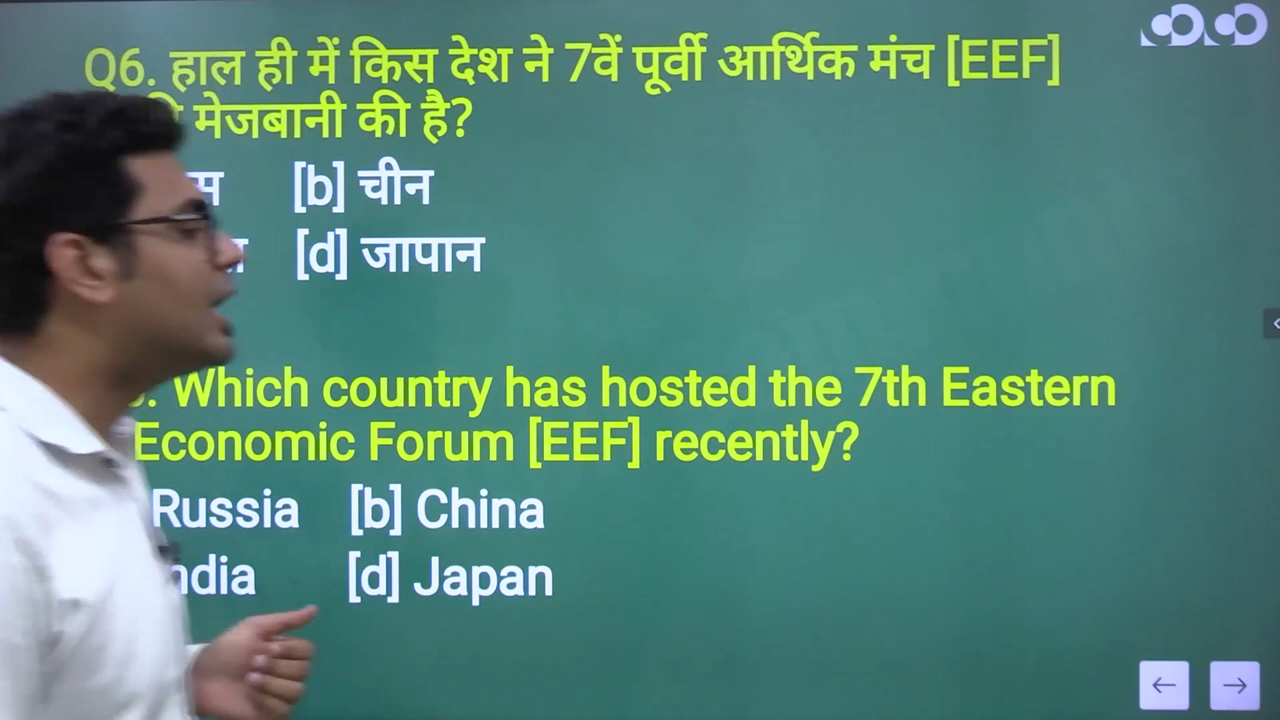 Q6. हाल ही में किस देश ने 7वें पूर्वी आर्थिक मंच [EEF]
मेजबानी की है?
[b] चीन
[d] जापान
Which country has hosted the 7th Eastern
Economic Forum [EEF] recently?
Russia [b] China
[d] Japan